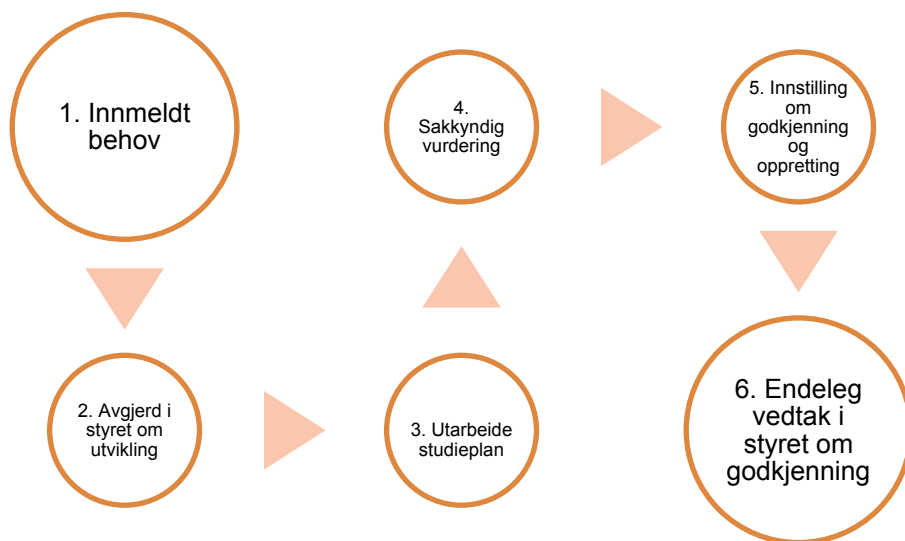 1. Innmeldt
behov
2. Avgjerd i
styret om
utvikling
3. Utarbeide
studieplan
4.
Sakkyndig
vurdering
5. Innstilling
om
godkjenning
og
oppretting
6. Endeleg
vedtak i
styret om
godkjenning